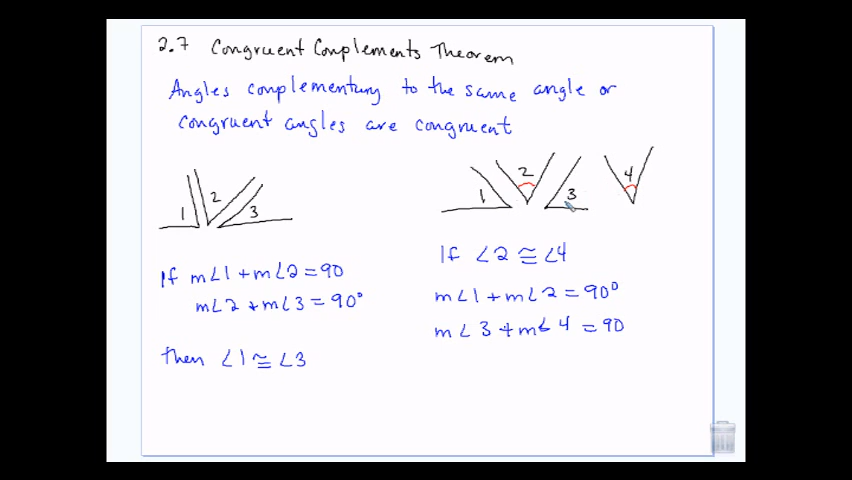 2.7 Congruent Complements Theorem
Angles complementary to the same angle or
congruent angles are congruent
1 2 3
1 2 3 4
If m∠1 + m∠2 = 90
m∠2 + m∠3 = 90°
then ∠1 ≅ ∠3
If ∠2 ≅ ∠4
m∠1 + m∠2 = 90°
m∠3 + m∠4 = 90